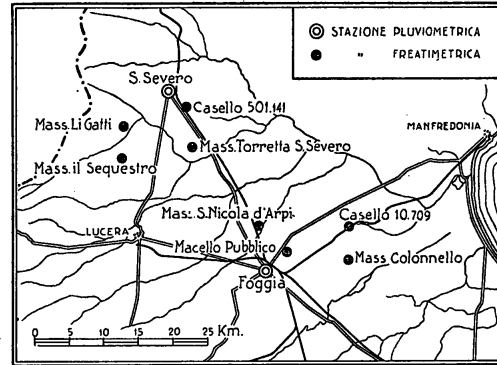 STAZIONE PLUVIOMETRICA
" FREATIMETRICA
S. Severo
Casello 501.141
Mass. Li Gatti
Mass. Torretta S. Severo
Mass. il Sequestro
MANFREDONIA
Mass. S. Nicola d'Arpi
Casello 10.709
LUCERA
Macello Pubblico
Mass. Colonnello
Foggia
0 5 10 15 20 25 Km.